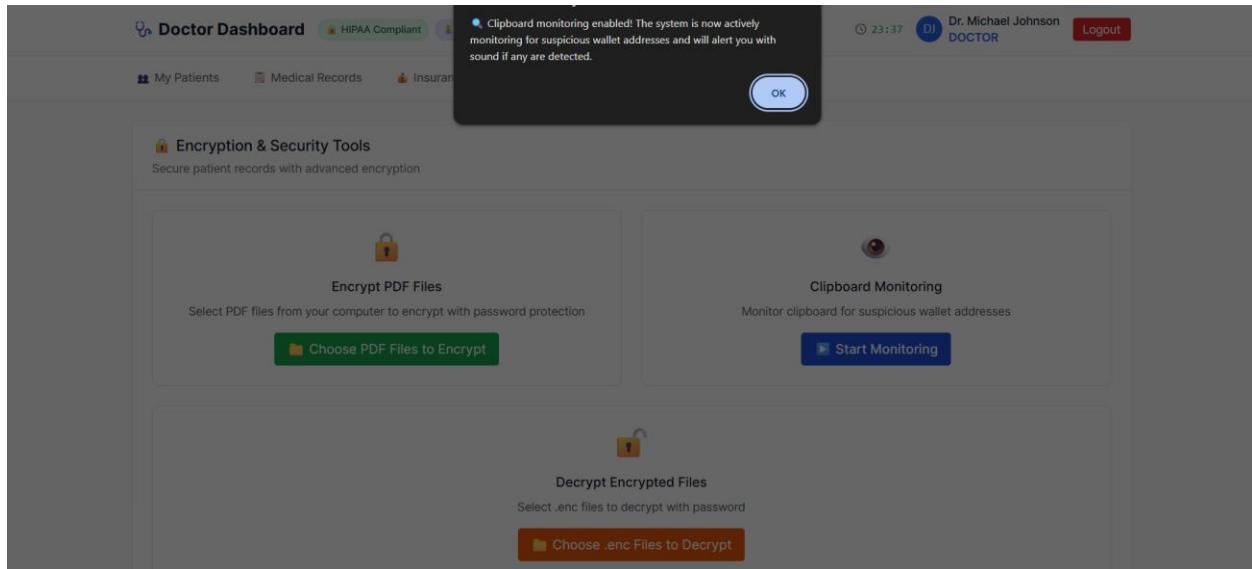 Clipboard monitoring enabled! The system is now actively
monitoring for suspicious wallet addresses and will alert you with
sound if any are detected.
OK
Doctor Dashboard
HIPAA Compliant
23:37
DJ
Dr. Michael Johnson
DOCTOR
Logout
My Patients
Medical Records
Insuran
Encryption & Security Tools
Secure patient records with advanced encryption
Encrypt PDF Files
Select PDF files from your computer to encrypt with password protection
Choose PDF Files to Encrypt
Clipboard Monitoring
Monitor clipboard for suspicious wallet addresses
Start Monitoring
Decrypt Encrypted Files
Select .enc files to decrypt with password
Choose .enc Files to Decrypt